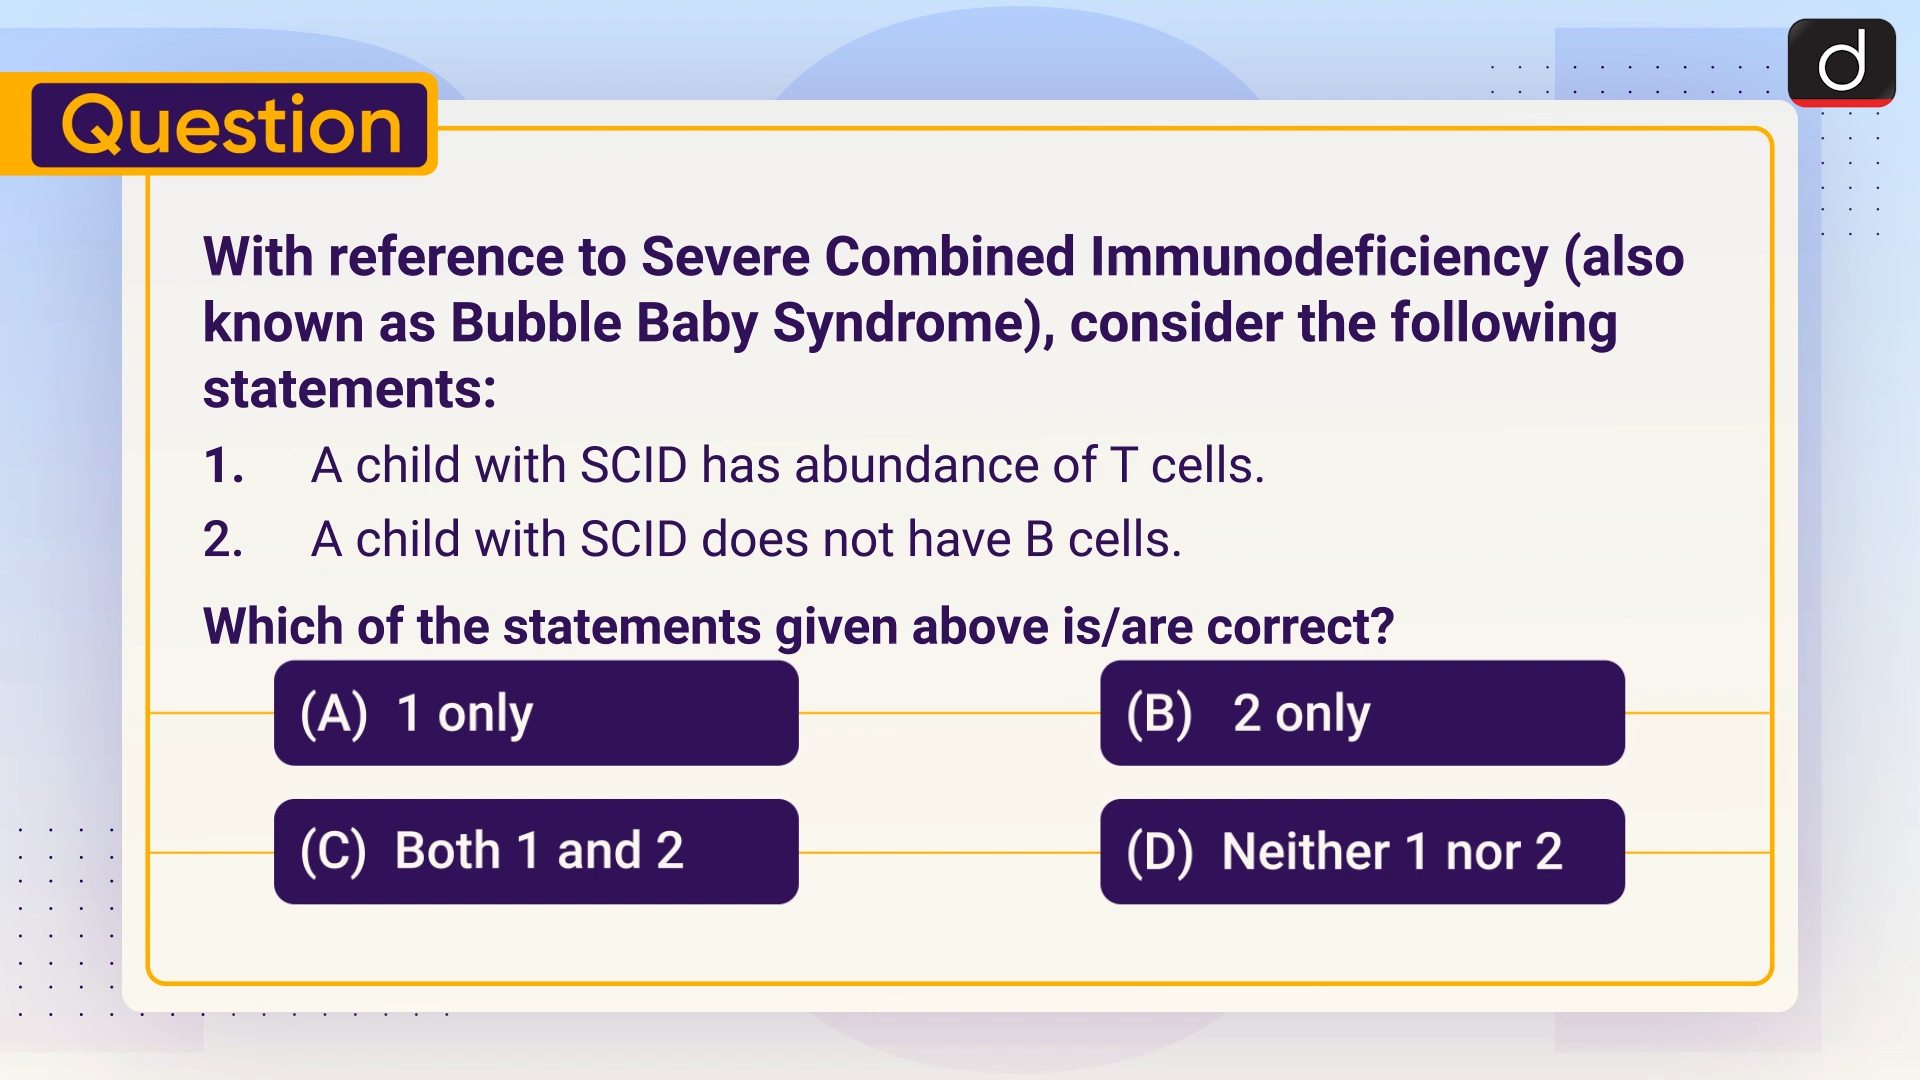 Question
d
With reference to Severe Combined Immunodeficiency (also
known as Bubble Baby Syndrome), consider the following
statements:
1. A child with SCID has abundance of T cells.
2. A child with SCID does not have B cells.
Which of the statements given above is/are correct?
(A) 1 only
(B) 2 only
(C) Both 1 and 2
(D) Neither 1 nor 2